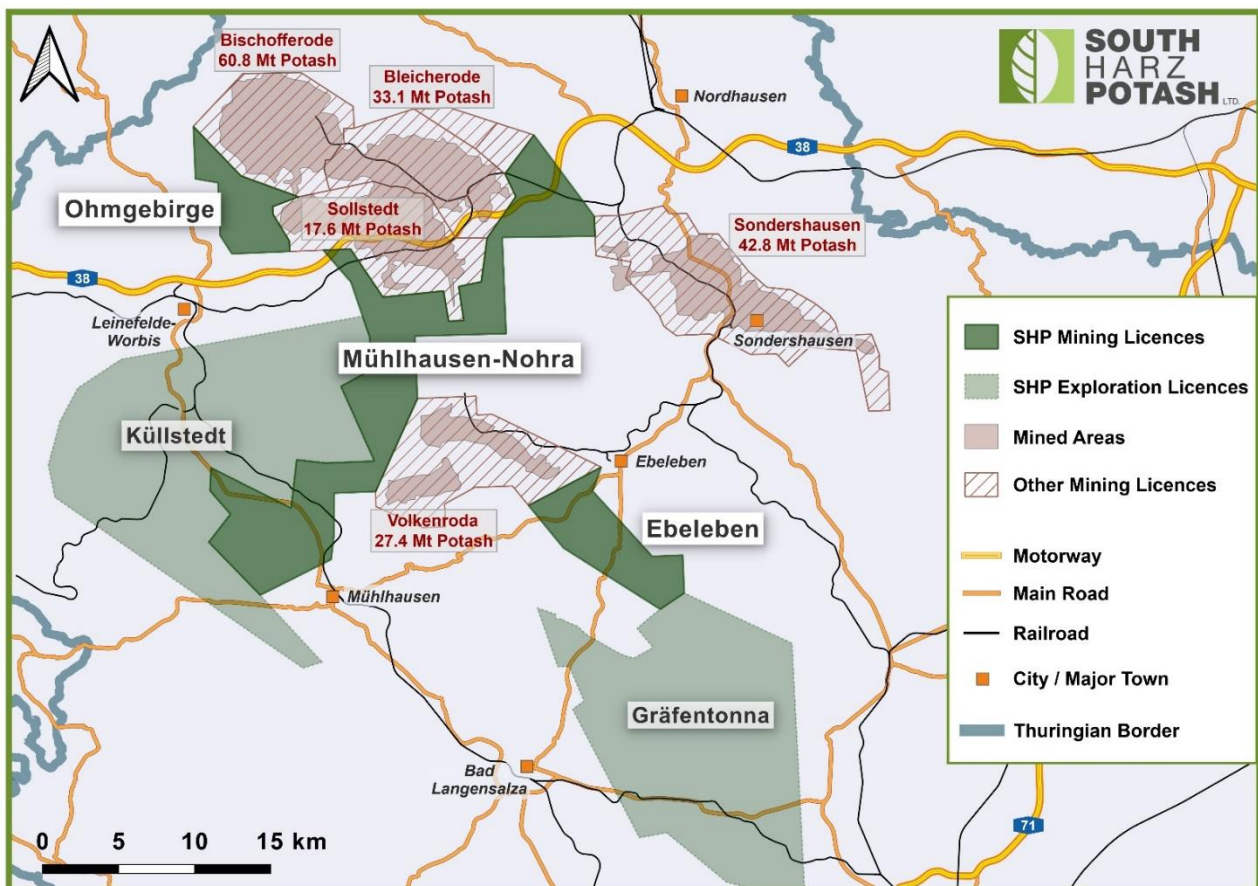 Bischofferode
60.8 Mt Potash
Bleicherode
33.1 Mt Potash
SOUTH
HARZ
POTASH LTD.
Nordhausen
38
Ohmgebirge
Sollstedt
17.6 Mt Potash
Sondershausen
42.8 Mt Potash
38
Leinefelde-
Worbis
Sondershausen
Mühlhausen-Nohra
Küllstedt
Ebeleben
Volkenroda
27.4 Mt Potash
Ebeleben
Mühlhausen
Gräfentonna
Bad
Langensalza
SHP Mining Licences
SHP Exploration Licences
Mined Areas
Other Mining Licences
Motorway
Main Road
Railroad
City / Major Town
Thuringian Border
71
0 5 10 15 km